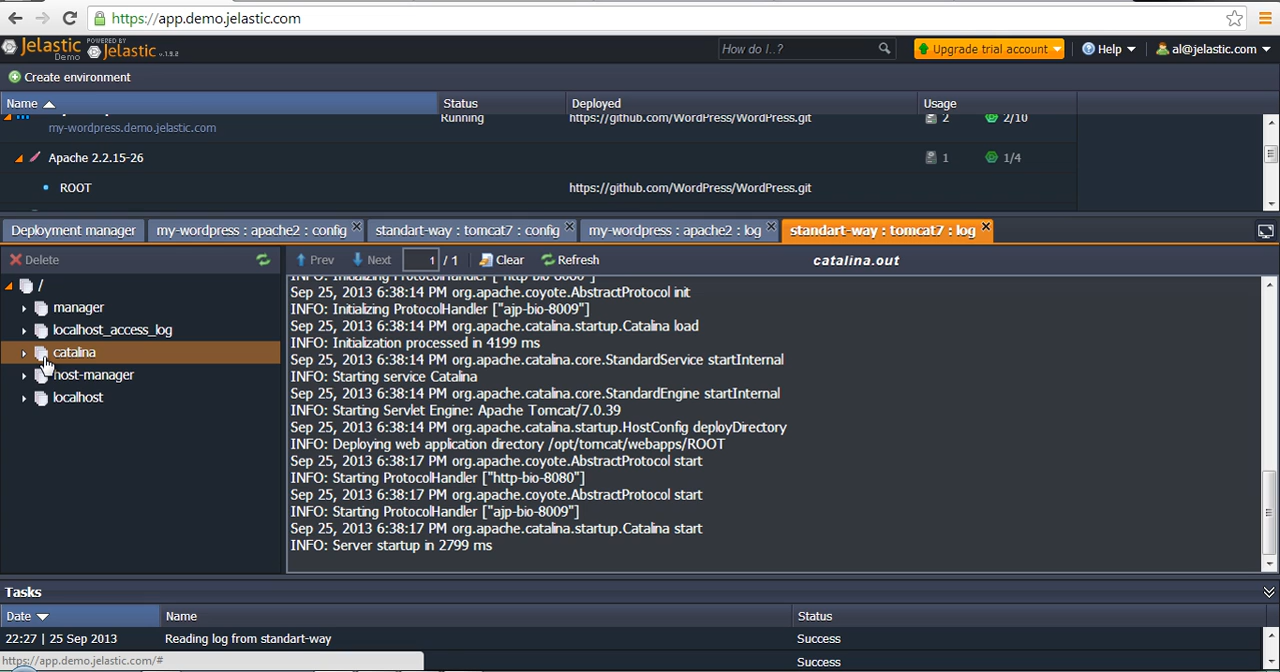 https://app.demo.jelastic.com
Jelastic Demo POWERED BY Jelastic v.1.9.2 How do I..? Upgrade trial account Help al@jelastic.com
Create environment
Name Status Deployed Usage
Running https://github.com/WordPress/WordPress.git 2 2/10
my-wordpress.demo.jelastic.com
Apache 2.2.15-26 1 1/4
ROOT https://github.com/WordPress/WordPress.git
Deployment manager my-wordpress : apache2 : config standart-way : tomcat7 : config my-wordpress : apache2 : log standart-way : tomcat7 : log
Delete Prev Next 1 / 1 Clear Refresh catalina.out
/
manager
localhost_access_log
catalina
host-manager
localhost
INFO: Initializing ProtocolHandler ["http-bio-8080"]
Sep 25, 2013 6:38:14 PM org.apache.coyote.AbstractProtocol init
INFO: Initializing ProtocolHandler ["ajp-bio-8009"]
Sep 25, 2013 6:38:14 PM org.apache.catalina.startup.Catalina load
INFO: Initialization processed in 4199 ms
Sep 25, 2013 6:38:14 PM org.apache.catalina.core.StandardService startInternal
INFO: Starting service Catalina
Sep 25, 2013 6:38:14 PM org.apache.catalina.core.StandardEngine startInternal
INFO: Starting Servlet Engine: Apache Tomcat/7.0.39
Sep 25, 2013 6:38:14 PM org.apache.catalina.startup.HostConfig deployDirectory
INFO: Deploying web application directory /opt/tomcat/webapps/ROOT
Sep 25, 2013 6:38:17 PM org.apache.coyote.AbstractProtocol start
INFO: Starting ProtocolHandler ["http-bio-8080"]
Sep 25, 2013 6:38:17 PM org.apache.coyote.AbstractProtocol start
INFO: Starting ProtocolHandler ["ajp-bio-8009"]
Sep 25, 2013 6:38:17 PM org.apache.catalina.startup.Catalina start
INFO: Server startup in 2799 ms
Tasks
Date Name Status
22:27 | 25 Sep 2013 Reading log from standart-way Success
https://app.demo.jelastic.com/# Success